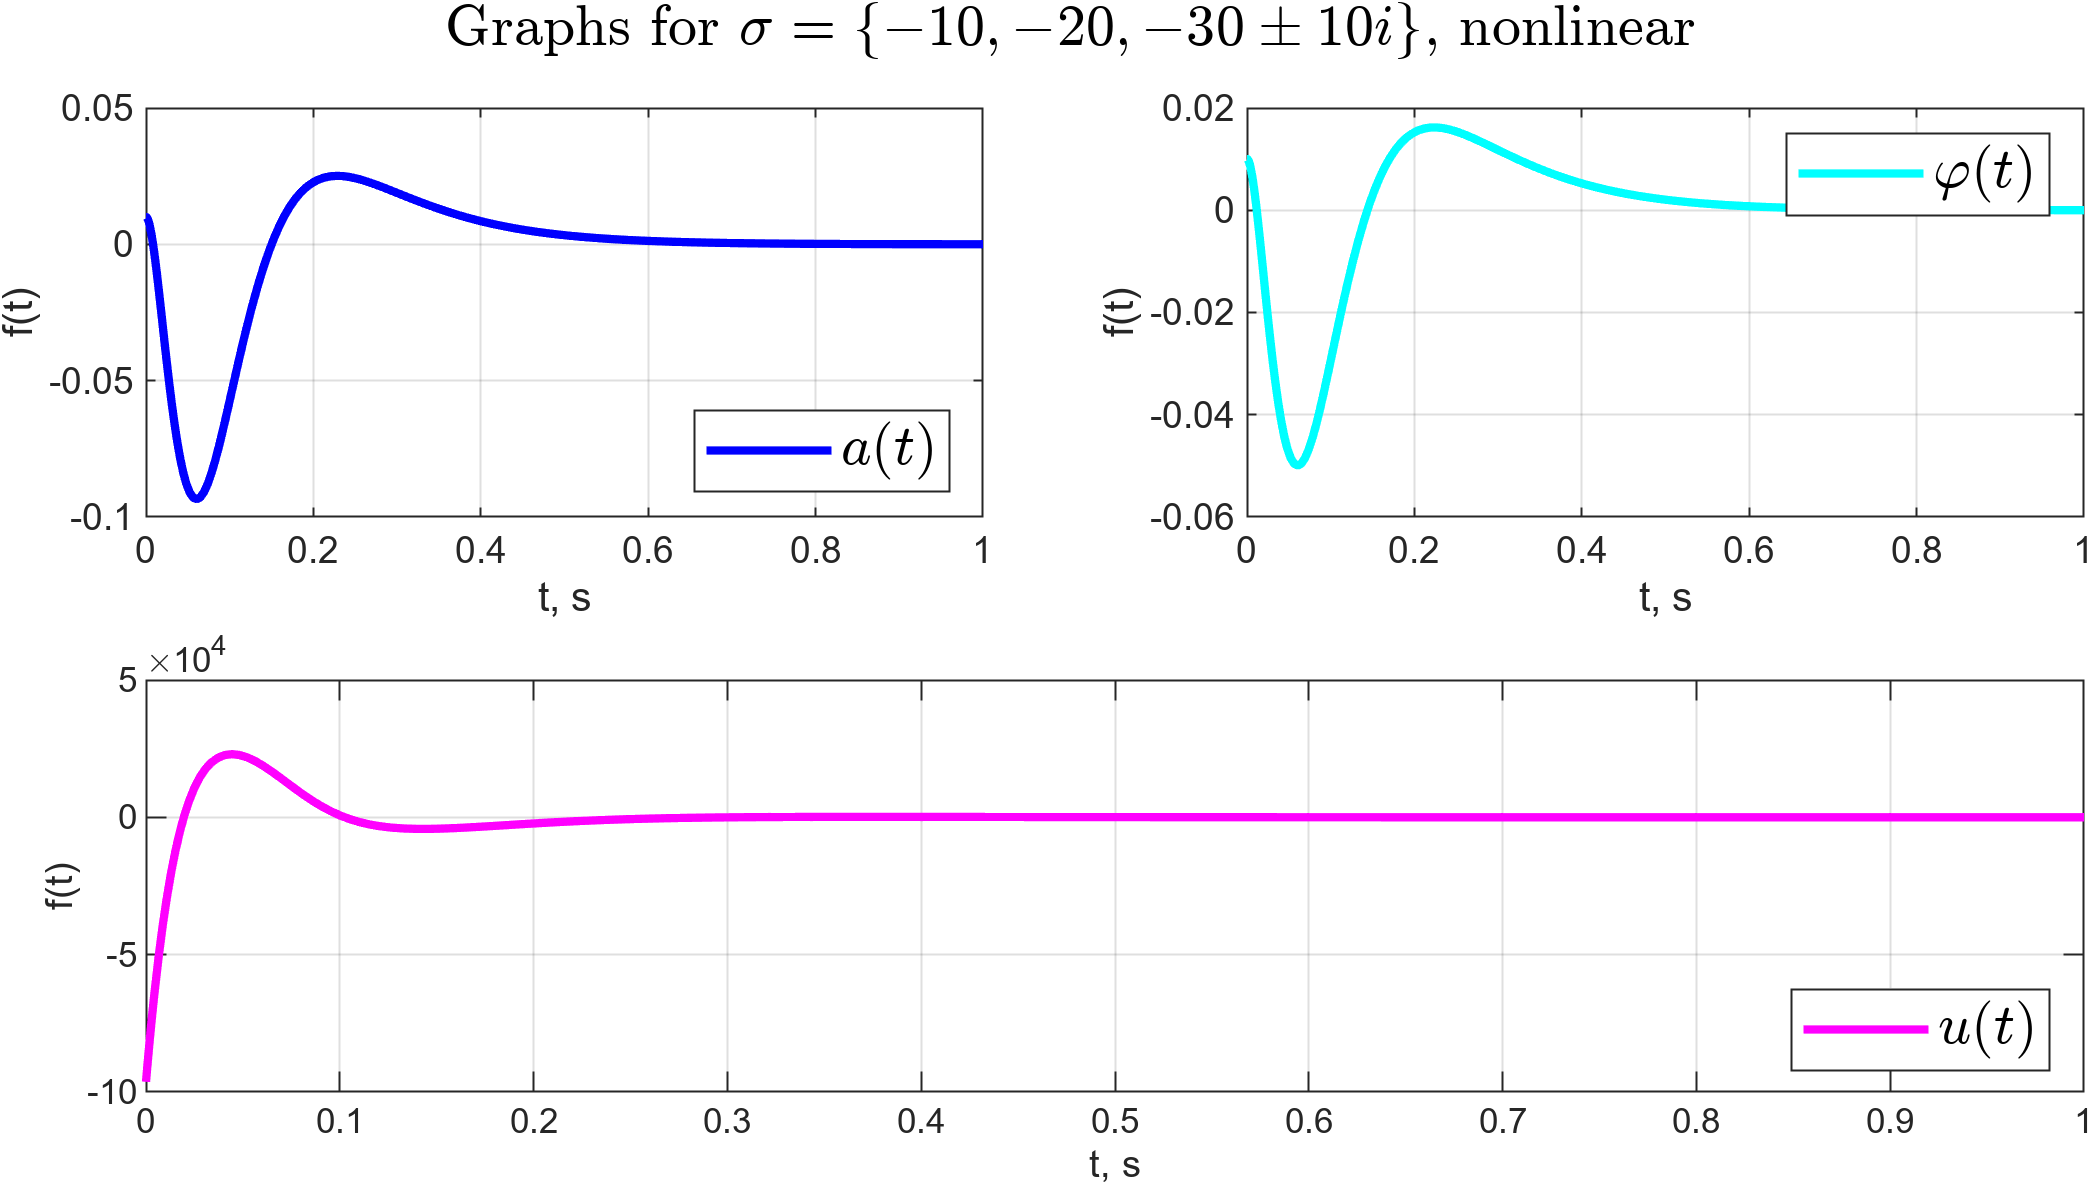 Graphs for σ = {−10, −20, −30 ± 10i}, nonlinear
0.05
0
-0.05
-0.1
f(t)
0 0.2 0.4 0.6 0.8 1
t, s
a(t)
0.02
0
-0.02
-0.04
-0.06
f(t)
0 0.2 0.4 0.6 0.8 1
t, s
φ(t)
×10⁴
5
0
-5
-10
f(t)
0 0.1 0.2 0.3 0.4 0.5 0.6 0.7 0.8 0.9 1
t, s
u(t)